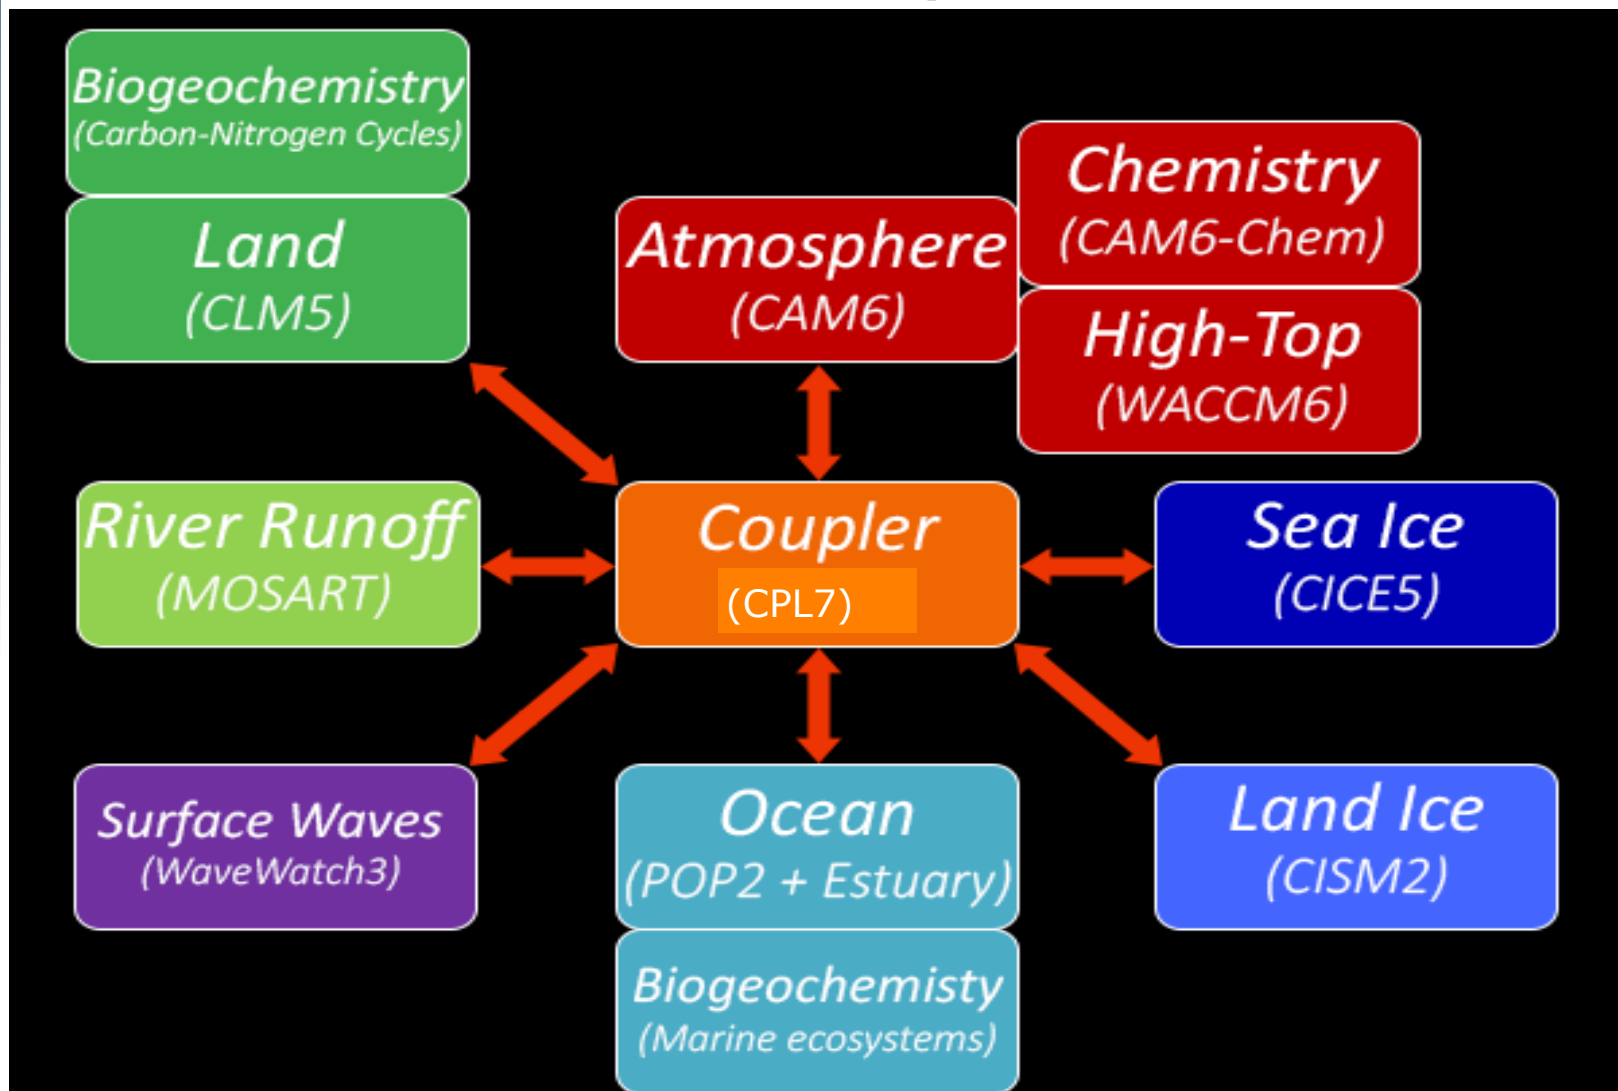 Biogeochemistry
(Carbon-Nitrogen Cycles)
Land
(CLM5)
Atmosphere
(CAM6)
Chemistry
(CAM6-Chem)
High-Top
(WACCM6)
River Runoff
(MOSART)
Coupler
(CPL7)
Sea Ice
(CICE5)
Surface Waves
(WaveWatch3)
Ocean
(POP2 + Estuary)
Land Ice
(CISM2)
Biogeochemisty
(Marine ecosystems)